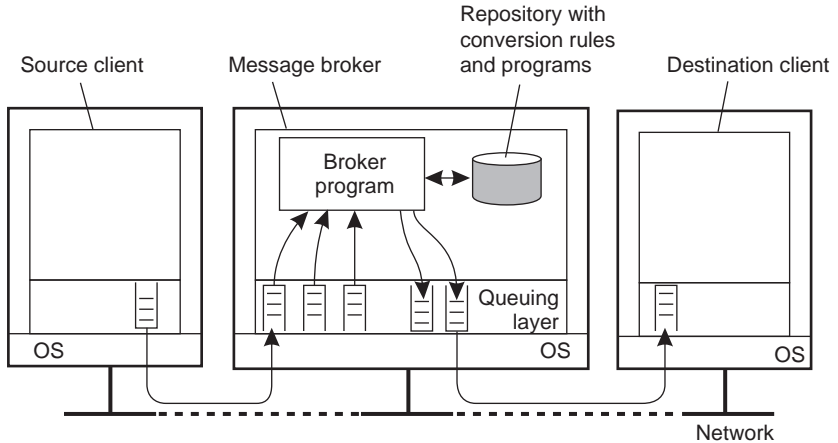 Repository with
conversion rules
and programs
Source client
Message broker
Destination client
Broker
program
Queuing
layer
OS
OS
OS
Network